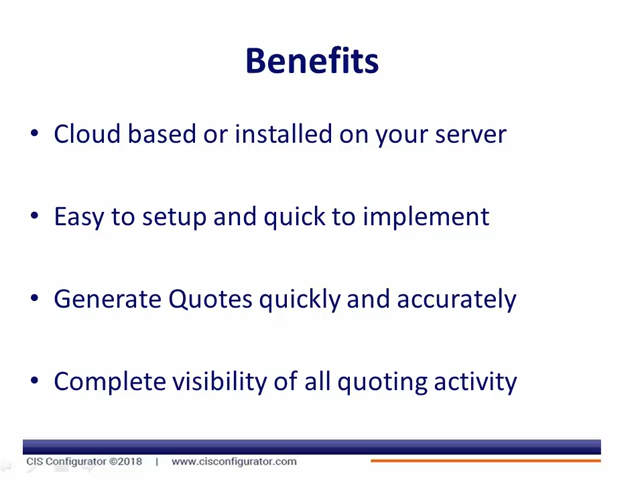 Benefits
• Cloud based or installed on your server
• Easy to setup and quick to implement
• Generate Quotes quickly and accurately
• Complete visibility of all quoting activity
CIS Configurator ©2018 | www.cisconfigurator.com